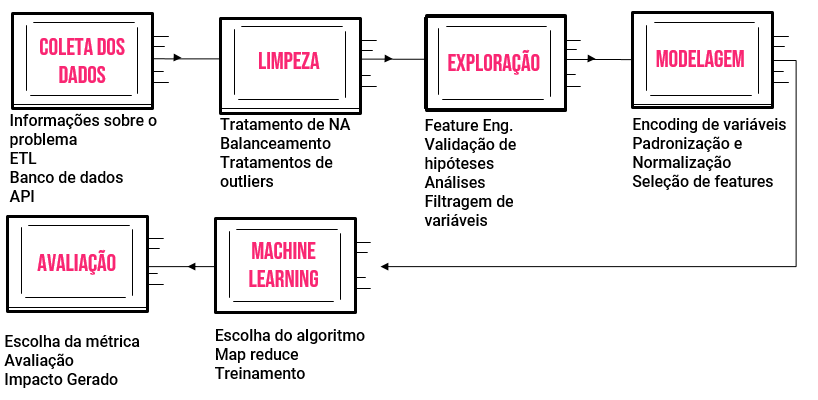 COLETA DOS
DADOS
Informações sobre o
problema
ETL
Banco de dados
API
LIMPEZA
Tratamento de NA
Balanceamento
Tratamentos de
outliers
EXPLORAÇÃO
Feature Eng.
Validação de
hipóteses
Análises
Filtragem de
variáveis
MODELAGEM
Encoding de variáveis
Padronização e
Normalização
Seleção de features
AVALIAÇÃO
Escolha da métrica
Avaliação
Impacto Gerado
MACHINE
LEARNING
Escolha do algoritmo
Map reduce
Treinamento